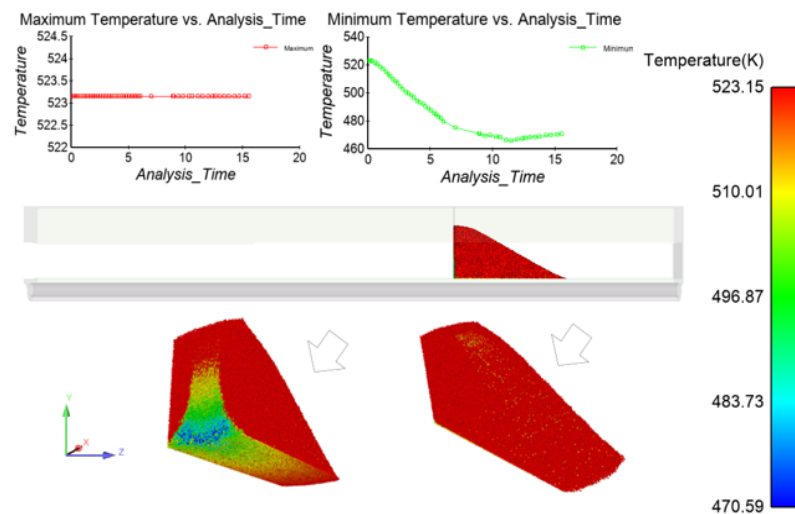 Maximum Temperature vs. Analysis_Time
Temperature
524.5
524
523.5
523
522.5
522
0
5
10
15
20
Maximum
Analysis_Time
Minimum Temperature vs. Analysis_Time
Temperature
540
520
500
480
460
0
5
10
15
20
Minimum
Analysis_Time
Temperature(K)
523.15
510.01
496.87
483.73
470.59
Y
X
Z